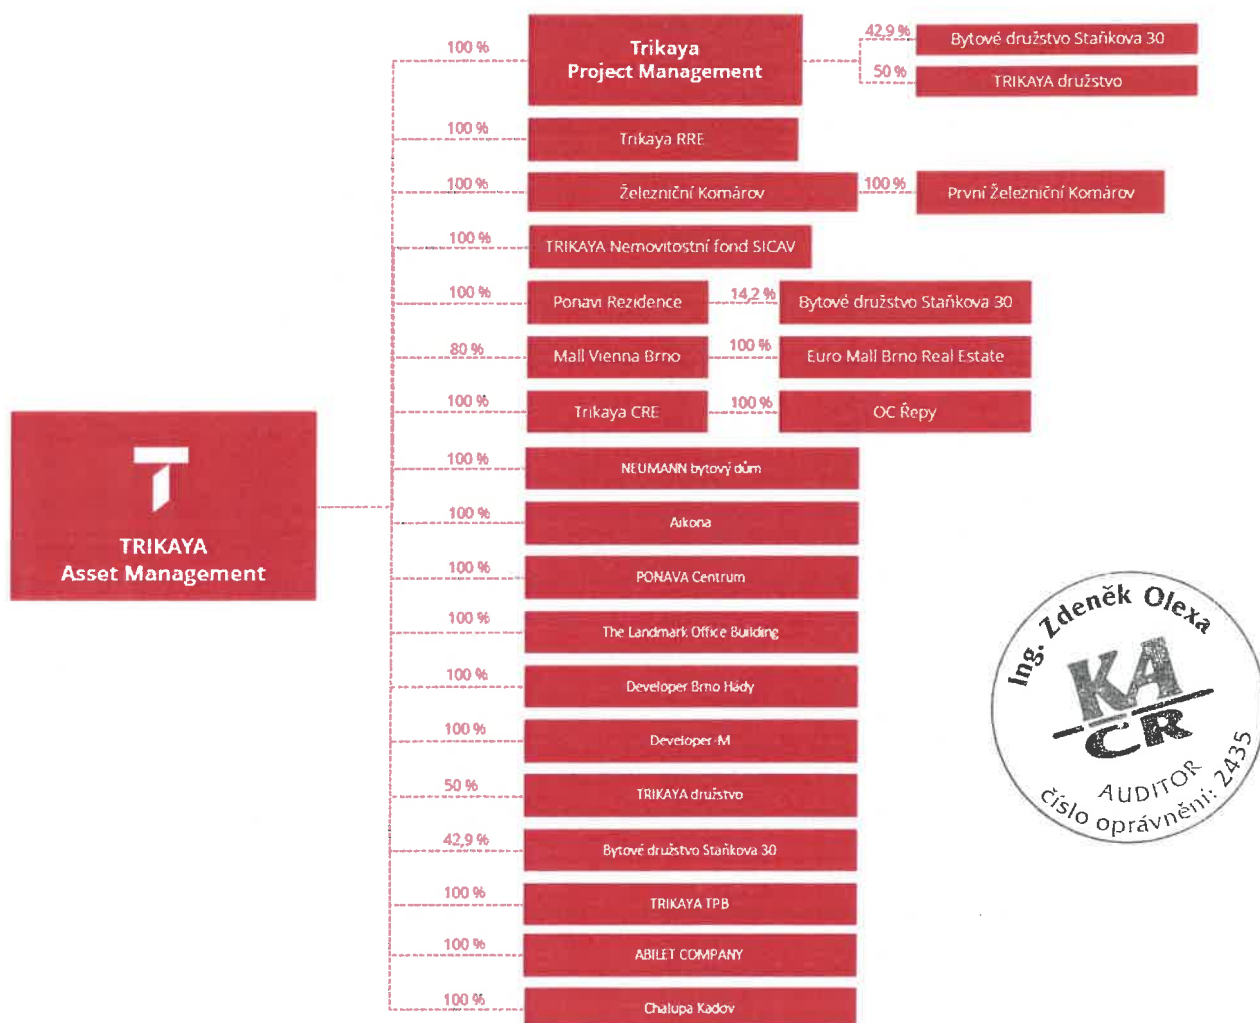 100 %
Trikaya
Project Management
42,9 %
Bytové družstvo Staňkova 30
50 %
TRIKAYA družstvo
100 %
Trikaya RRE
100 %
Železniční Komárov
100 %
První Železniční Komárov
100 %
TRIKAYA Nemovitostní fond SICAV
100 %
Ponavi Rezidence
14,2 %
Bytové družstvo Staňkova 30
80 %
Mall Vienna Brno
100 %
Euro Mall Brno Real Estate
100 %
Trikaya CRE
100 %
OC Řepy
TRIKAYA
Asset Management
100 %
NEUMANN bytový dům
100 %
Aikona
100 %
PONAVA Centrum
100 %
The Landmark Office Building
100 %
Developer Brno Hády
100 %
Developer-M
50 %
TRIKAYA družstvo
42,9 %
Bytové družstvo Staňkova 30
100 %
TRIKAYA TPB
100 %
ABILET COMPANY
100 %
Chalupa Kadov
Ing. Zdeněk Olexa
KA
ČR
AUDITOR
číslo oprávnění: 2435